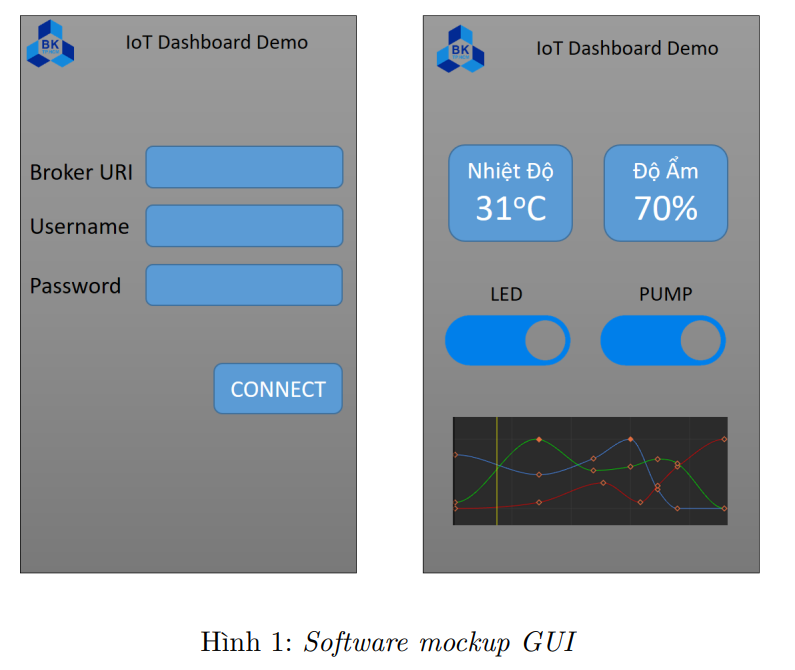 BK
IoT Dashboard Demo
Broker URI
Username
Password
CONNECT
BK
IoT Dashboard Demo
Nhiệt Độ
31°C
Độ Ẩm
70%
LED
PUMP
Hình 1: Software mockup GUI